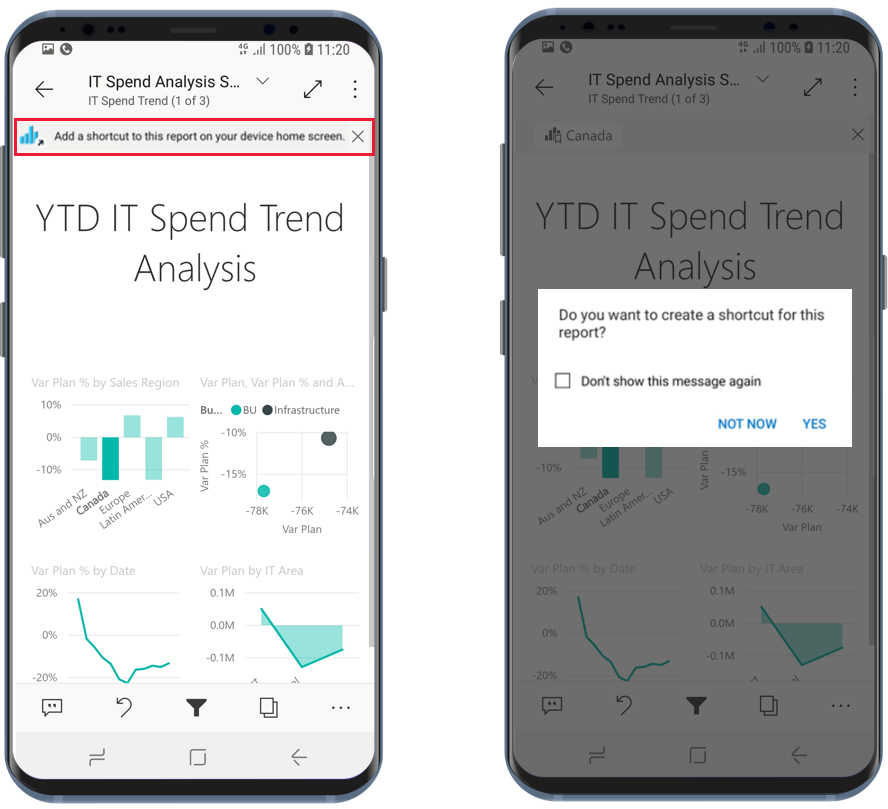 4G 100% 11:20
IT Spend Analysis S...
IT Spend Trend (1 of 3)
Add a shortcut to this report on your device home screen.
YTD IT Spend Trend
Analysis
Var Plan % by Sales Region
10%
0%
-10%
Aus and NZ
Canada
Europe
Latin Amer...
USA
Var Plan, Var Plan % and A...
Bu... BU Infrastructure
Var Plan %
-10%
-15%
-78K -76K -74K
Var Plan
Var Plan % by Date
20%
0%
-20%
Var Plan by IT Area
0.1M
0.0M
-0.1M
4G 100% 11:20
IT Spend Analysis S...
IT Spend Trend (1 of 3)
Canada
YTD IT Spend Trend
Analysis
Do you want to create a shortcut for this
report?
Don't show this message again
NOT NOW YES
-10%
Aus and NZ
Canada
Europe
Latin Amer...
USA
Var Plan
-15%
-78K -76K -74K
Var Plan
Var Plan % by Date
20%
0%
-20%
Var Plan by IT Area
0.1M
0.0M
-0.1M